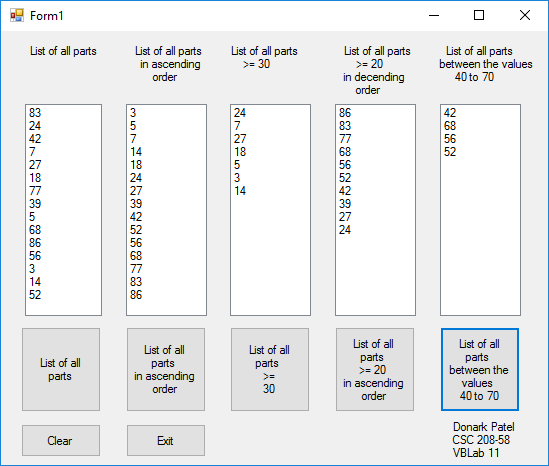 Form1
List of all parts
List of all parts
in ascending
order
List of all parts
>= 30
List of all parts
>= 20
in decending
order
List of all parts
between the values
40 to 70
83
24
42
7
27
18
77
39
5
68
86
56
3
14
52
3
5
7
14
18
24
27
39
42
52
56
68
77
83
86
24
7
27
18
5
3
14
86
83
77
68
56
52
42
39
27
24
42
68
56
52
List of all
parts
List of all
parts
in ascending
order
List of all
parts
>=
30
List of all
parts
>= 20
in ascending
order
List of all
parts
between the
values
40 to 70
Clear
Exit
Donark Patel
CSC 208-58
VBLab 11